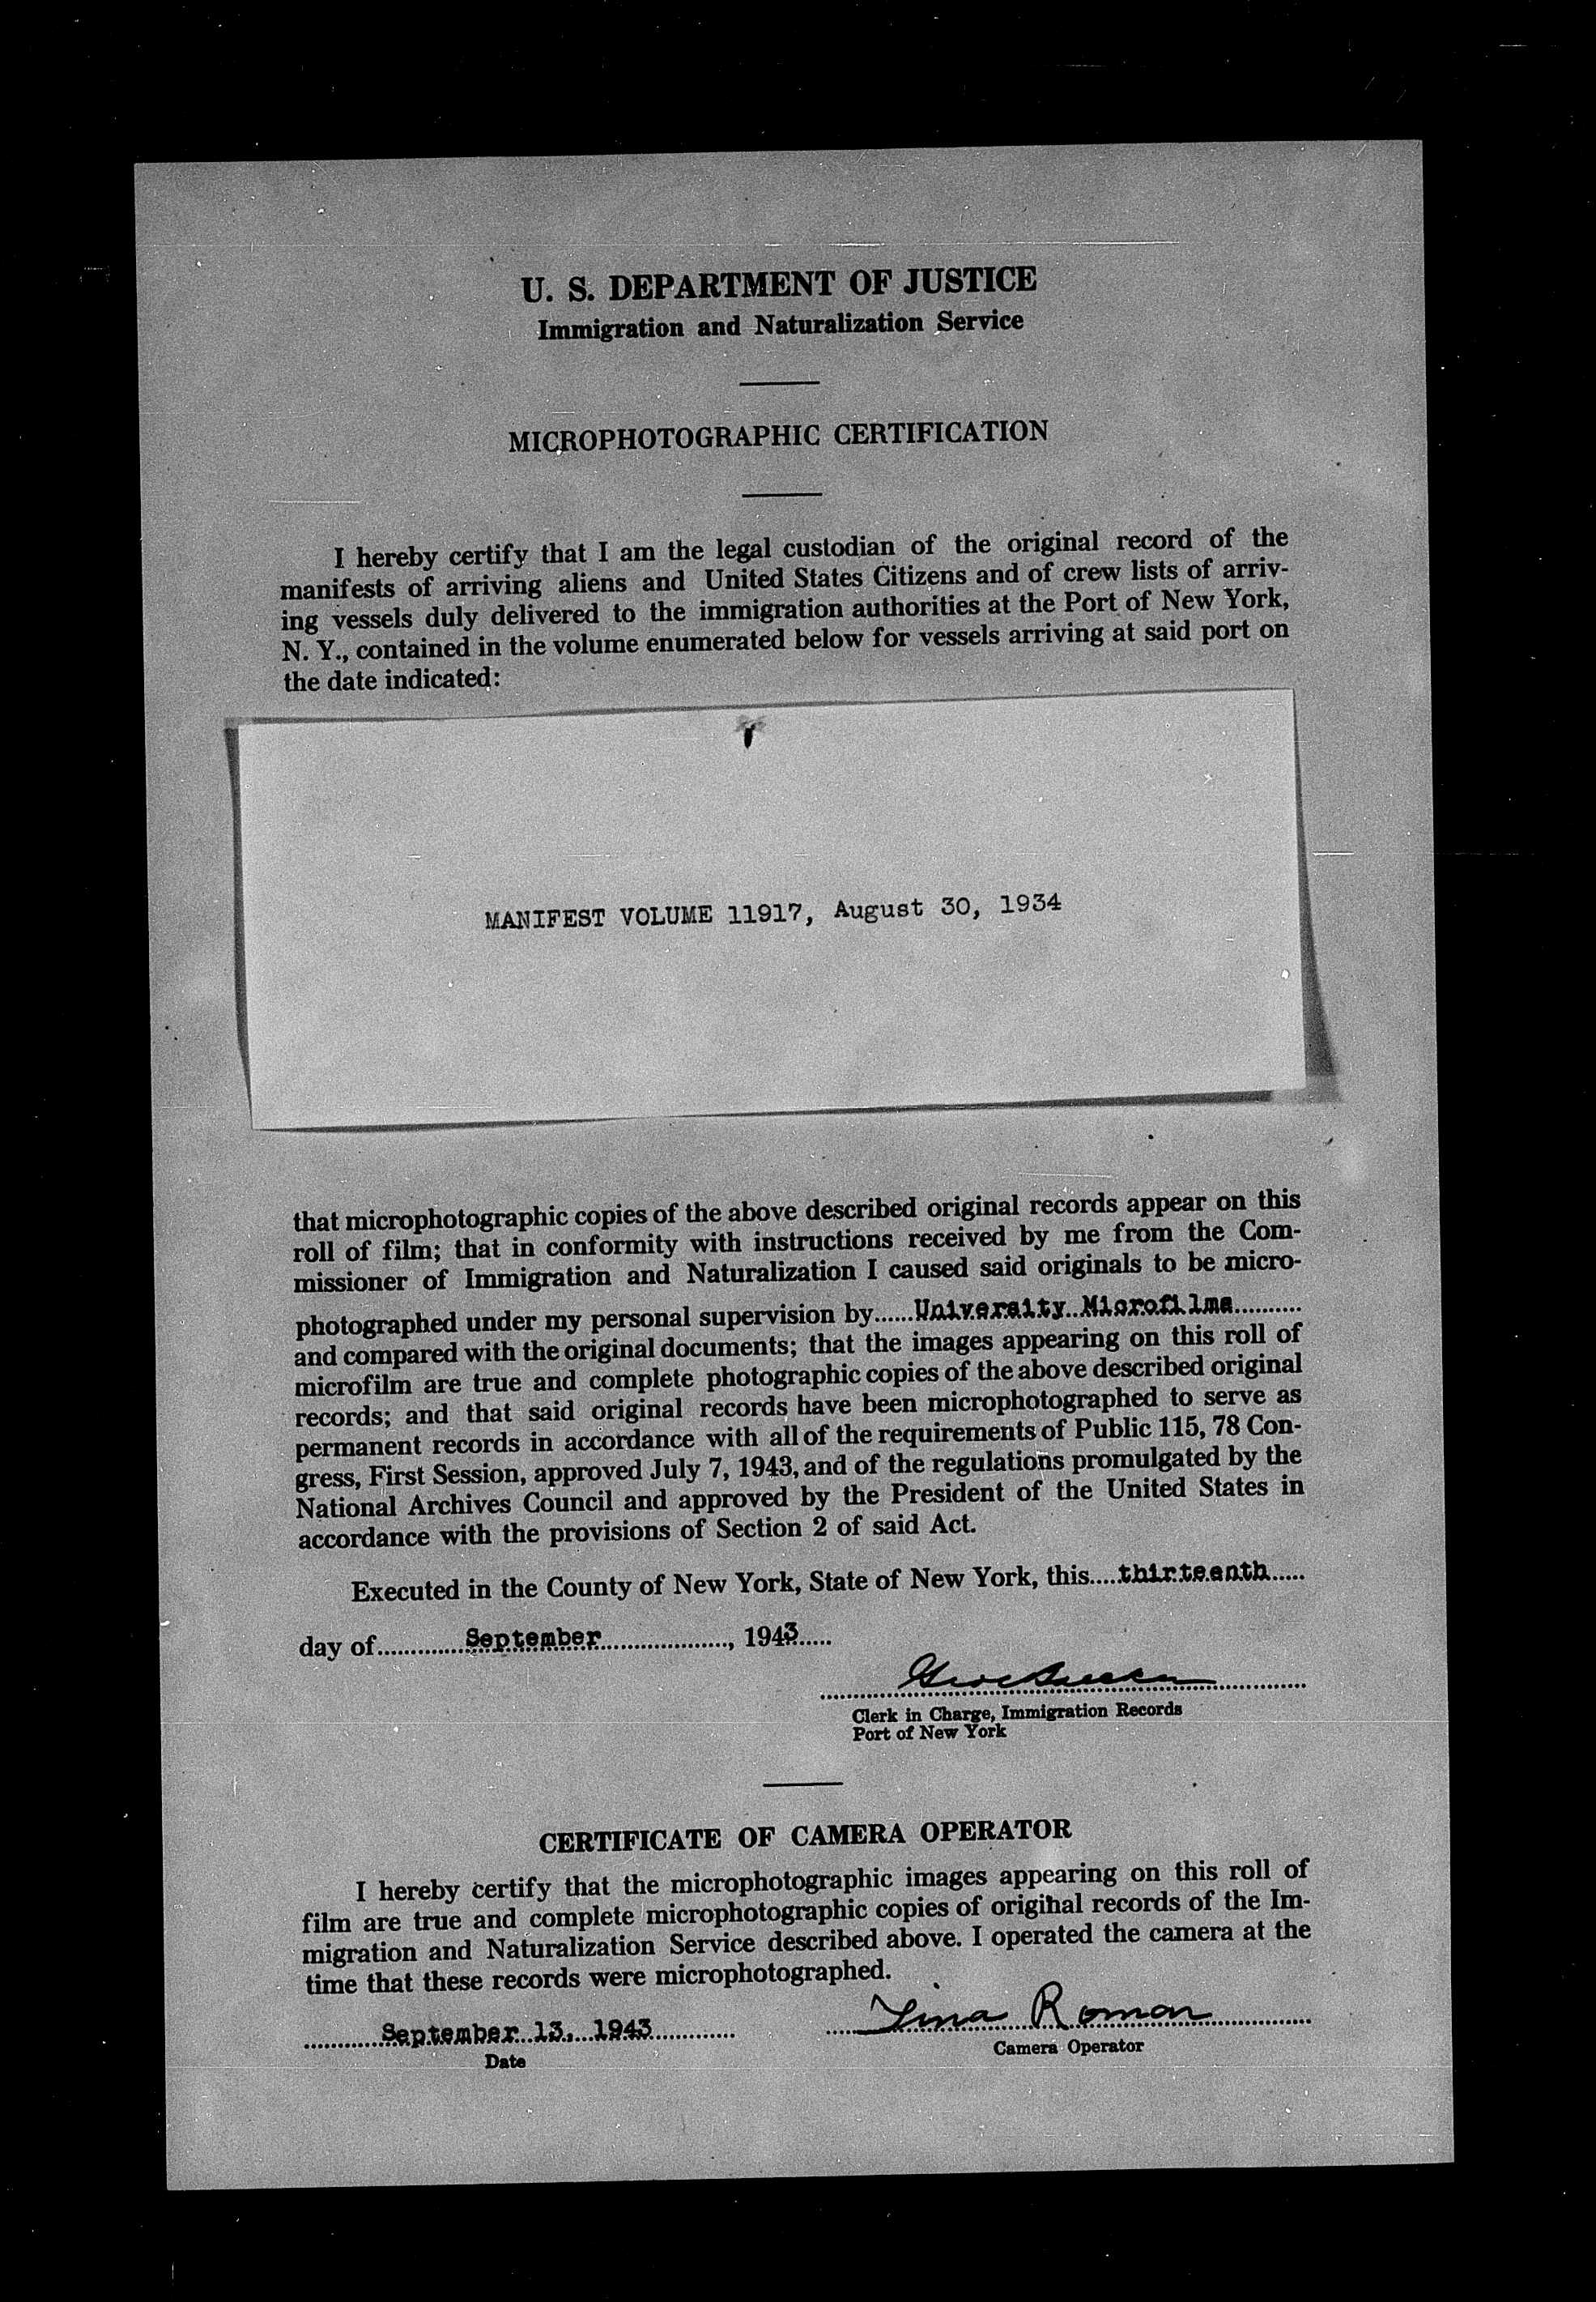 U. S. DEPARTMENT OF JUSTICE
Immigration and Naturalization Service
MICROPHOTOGRAPHIC CERTIFICATION
I hereby certify that I am the legal custodian of the original record of the
manifests of arriving aliens and United States Citizens and of crew lists of arriv-
ing vessels duly delivered to the immigration authorities at the Port of New York,
N. Y., contained in the volume enumerated below for vessels arriving at said port on
the date indicated:
MANIFEST VOLUME 11917, August 30, 1934
that microphotographic copies of the above described original records appear on this
roll of film; that in conformity with instructions received by me from the Com-
missioner of Immigration and Naturalization I caused said originals to be micro-
photographed under my personal supervision by......University Microfilms..........
and compared with the original documents; that the images appearing on this roll of
microfilm are true and complete photographic copies of the above described original
records; and that said original records have been microphotographed to serve as
permanent records in accordance with all of the requirements of Public 115, 78 Con-
gress, First Session, approved July 7, 1943, and of the regulations promulgated by the
National Archives Council and approved by the President of the United States in
accordance with the provisions of Section 2 of said Act.
Executed in the County of New York, State of New York, this....thirteenth.....
day of.............September..................., 1943.....
Clerk in Charge, Immigration Records
Port of New York
CERTIFICATE OF CAMERA OPERATOR
I hereby certify that the microphotographic images appearing on this roll of
film are true and complete microphotographic copies of original records of the Im-
migration and Naturalization Service described above. I operated the camera at the
time that these records were microphotographed.
September 13, 1943 Lina Roman
Date Camera Operator